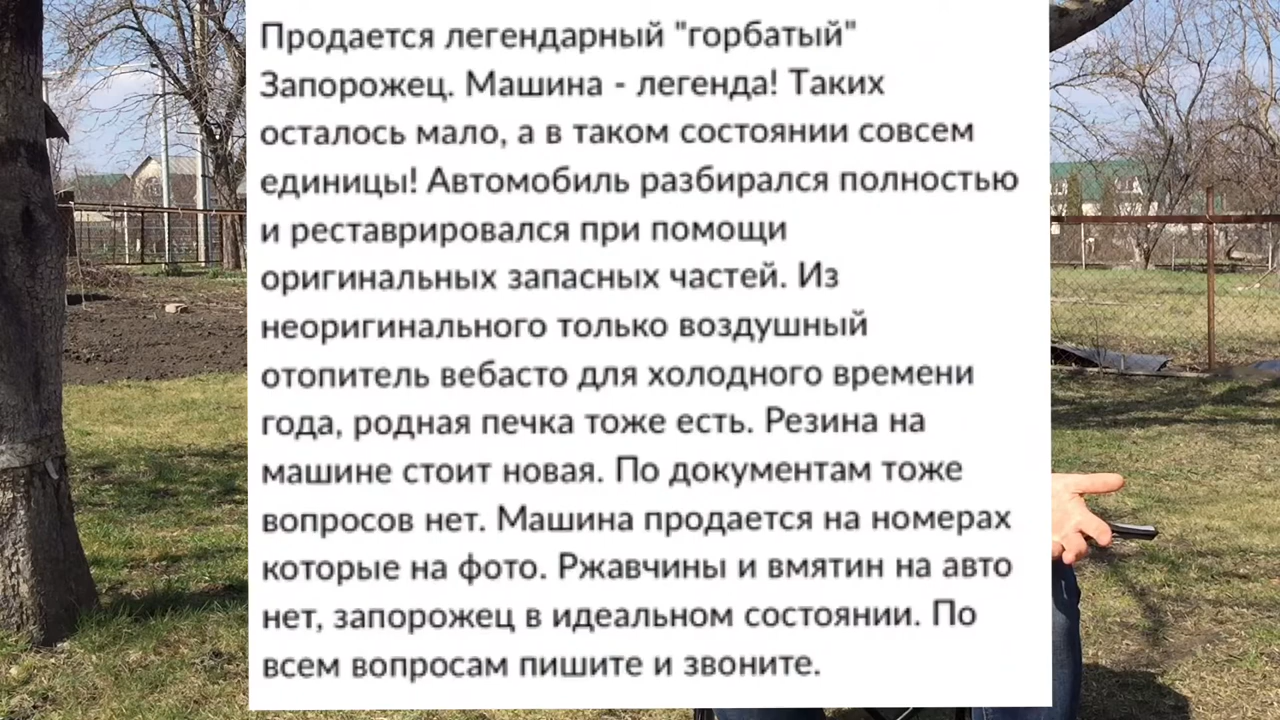 Продается легендарный "горбатый"
Запорожец. Машина - легенда! Таких
осталось мало, а в таком состоянии совсем
единицы! Автомобиль разбирался полностью
и реставрировался при помощи
оригинальных запасных частей. Из
неоригинального только воздушный
отопитель вебасто для холодного времени
года, родная печка тоже есть. Резина на
машине стоит новая. По документам тоже
вопросов нет. Машина продается на номерах
которые на фото. Ржавчины и вмятин на авто
нет, запорожец в идеальном состоянии. По
всем вопросам пишите и звоните.